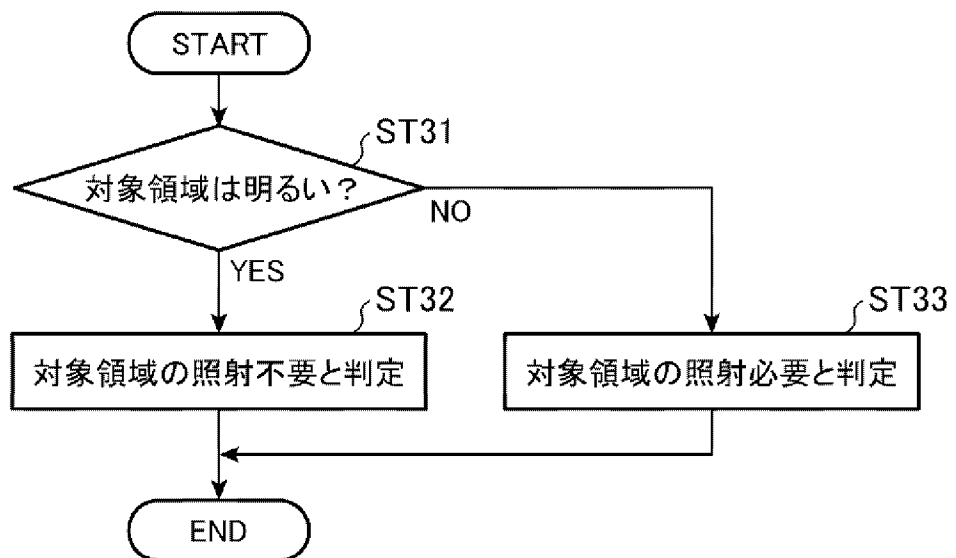 START
ST31
対象領域は明るい？
NO
YES
ST32
ST33
対象領域の照射不要と判定
対象領域の照射必要と判定
END